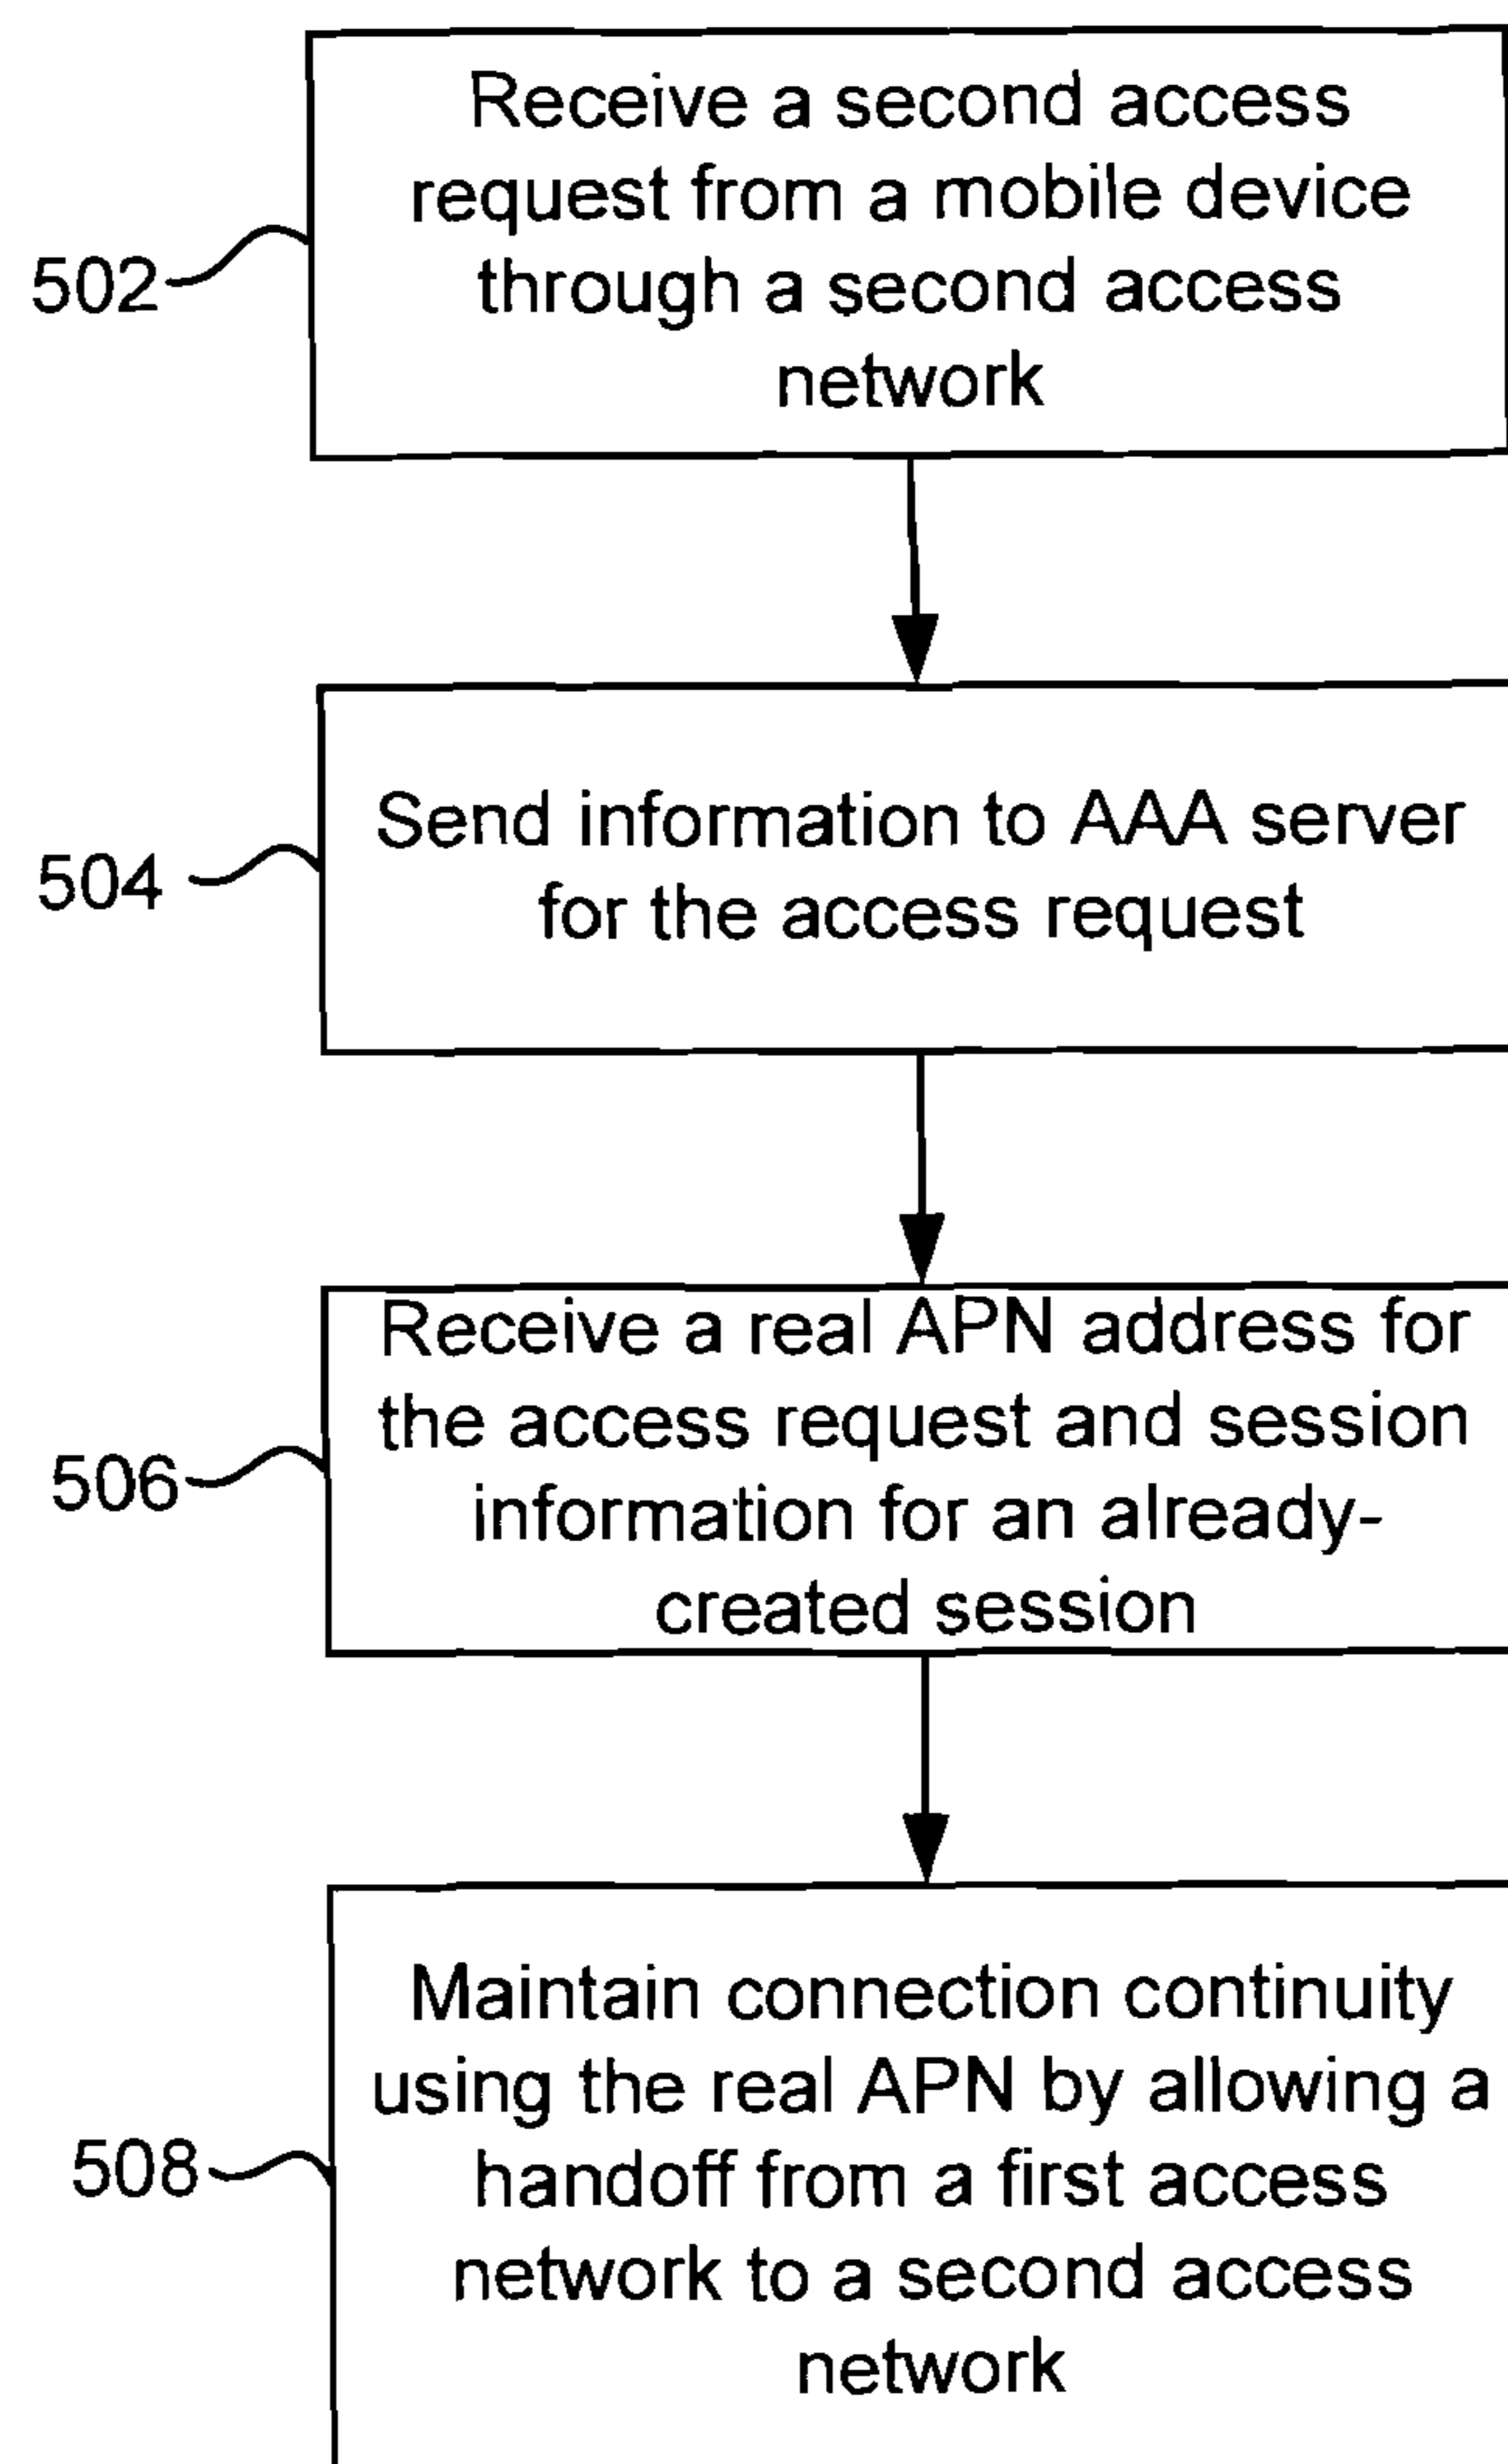 Receive a second access
request from a mobile device
through a second access
network
502
Send information to AAA server
for the access request
504
Receive a real APN address for
the access request and session
information for an already-
created session
506
Maintain connection continuity
using the real APN by allowing a
handoff from a first access
network to a second access
network
508